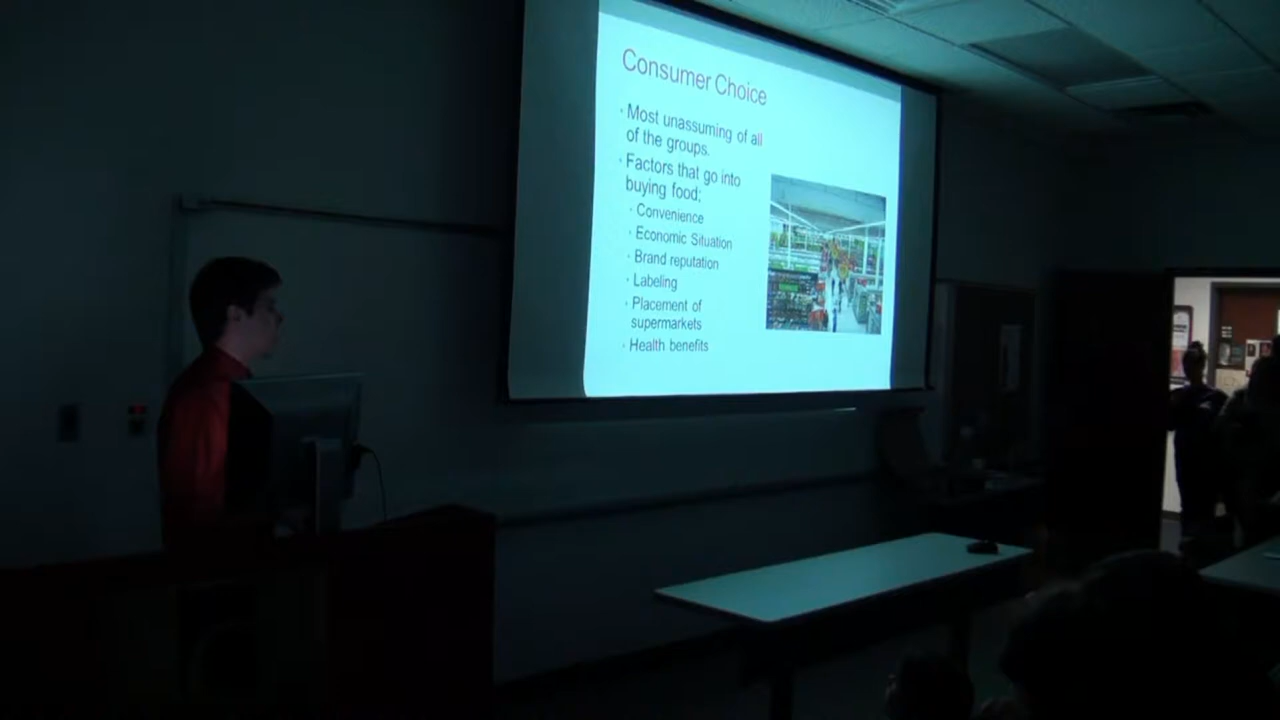 Consumer Choice
Most unassuming of all
of the groups.
Factors that go into
buying food;
Convenience
Economic Situation
Brand reputation
Labeling
Placement of
supermarkets
Health benefits